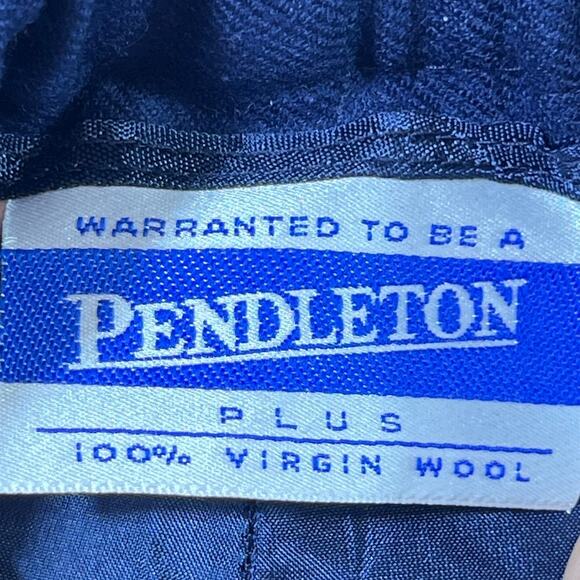 WARRANTED TO BE A
PENDLETON
PLUS
100% VIRGIN WOOL